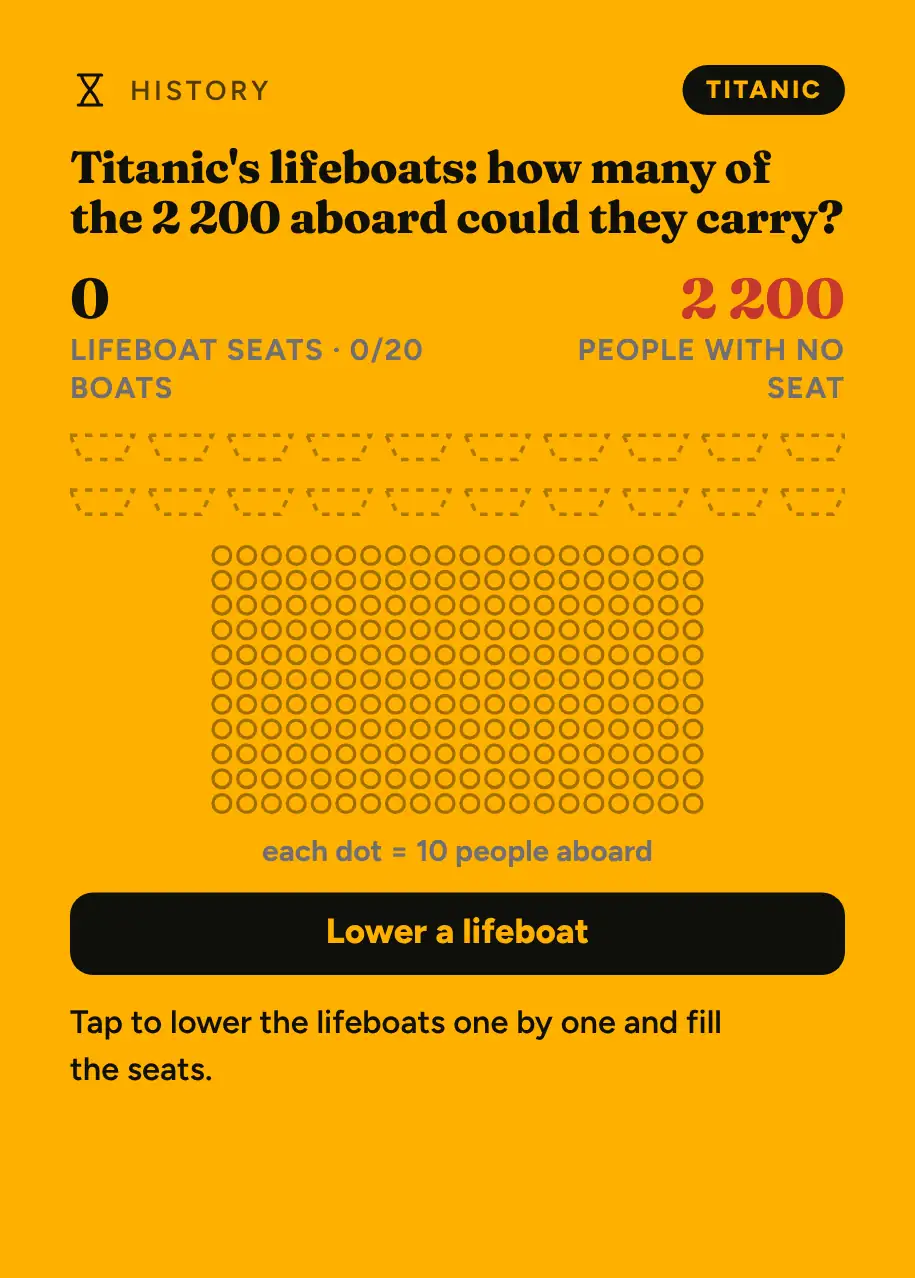 HISTORY
TITANIC
Titanic's lifeboats: how many of
the 2 200 aboard could they carry?
0
2 200
LIFEBOAT SEATS · 0/20
BOATS
PEOPLE WITH NO
SEAT
each dot = 10 people aboard
Lower a lifeboat
Tap to lower the lifeboats one by one and fill
the seats.